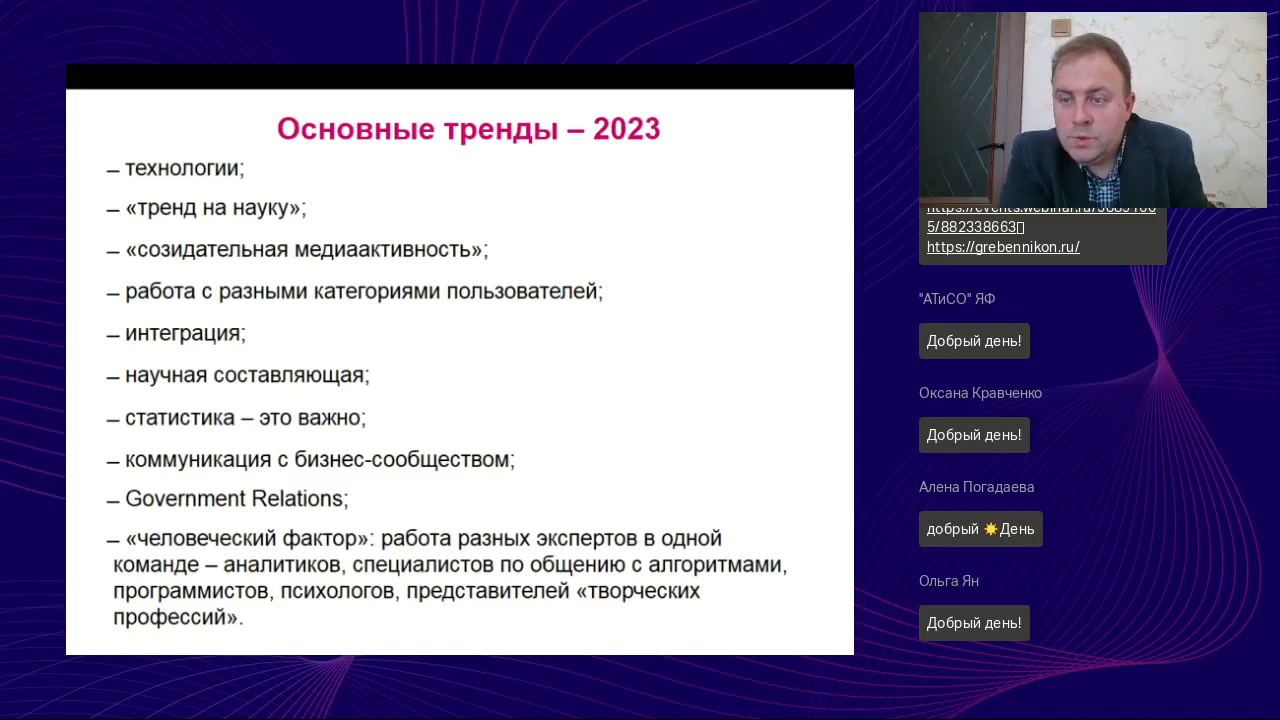 Основные тренды – 2023
– технологии;
– «тренд на науку»;
– «созидательная медиаактивность»;
– работа с разными категориями пользователей;
– интеграция;
– научная составляющая;
– статистика – это важно;
– коммуникация с бизнес-сообществом;
– Government Relations;
– «человеческий фактор»: работа разных экспертов в одной
команде – аналитиков, специалистов по общению с алгоритмами,
программистов, психологов, представителей «творческих
профессий».
5/882338663
https://grebennikon.ru/
"АТиСО" ЯФ
Добрый день!
Оксана Кравченко
Добрый день!
Алена Погадаева
добрый ☀️День
Ольга Ян
Добрый день!